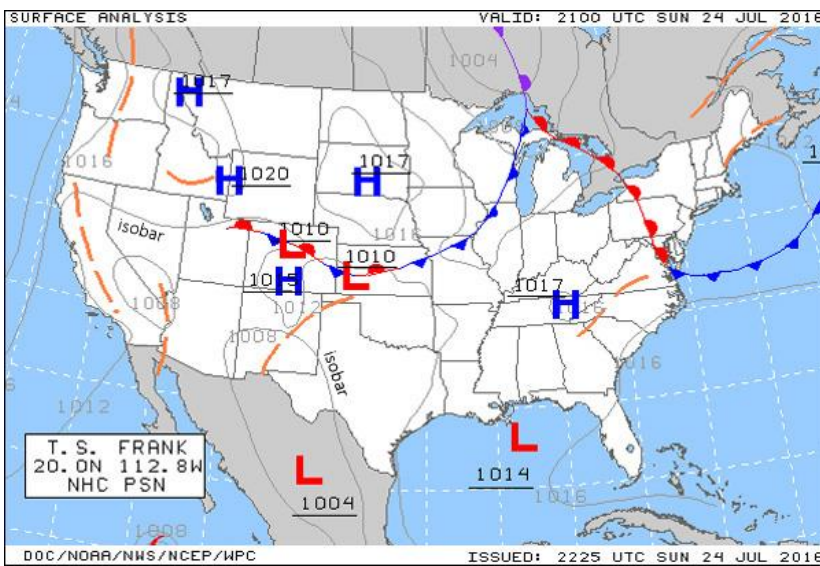 SURFACE ANALYSIS
VALID: 2100 UTC SUN 24 JUL 2016
1004
H 1017
1016
H 1020
H 1017
isobar
1010
L
1010
L
1016
1015
H
1012
1008
1008
1017
H
1016
isobar
1016
1012
L
1004
L
1014
1016
T.S. FRANK
20.0N 112.8W
NHC PSN
1008
DOC/NOAA/NWS/NCEP/WPC
ISSUED: 2225 UTC SUN 24 JUL 2016